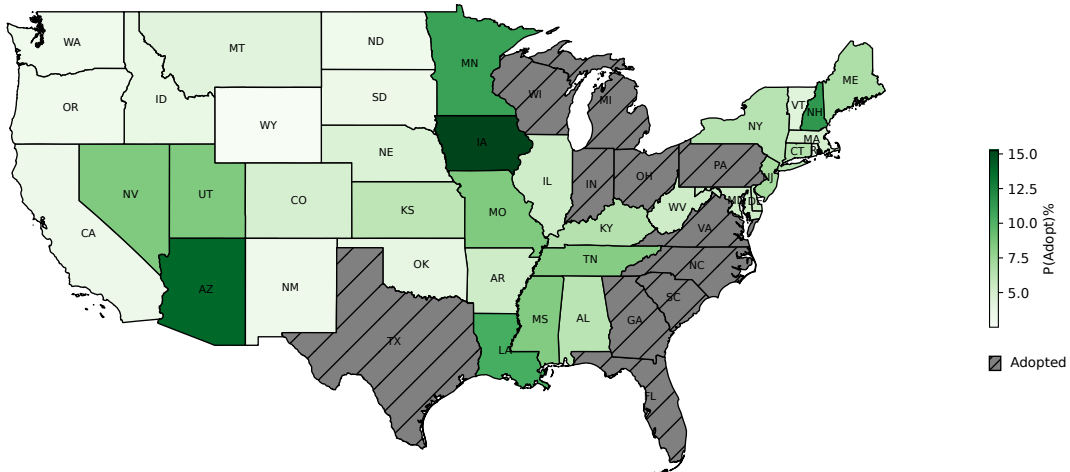 WA
MT
ND
MN
ME
OR
ID
SD
WI
MI
VT
NH
WY
NY
MA
IA
NE
CT
PA
IL
IN
OH
NJ
NV
UT
CO
KS
MO
WV
MD
DE
KY
VA
CA
TN
NC
OK
AR
AZ
NM
SC
MS
AL
GA
TX
LA
FL
15.0
12.5
10.0
7.5
5.0
P(Adopt)%
Adopted